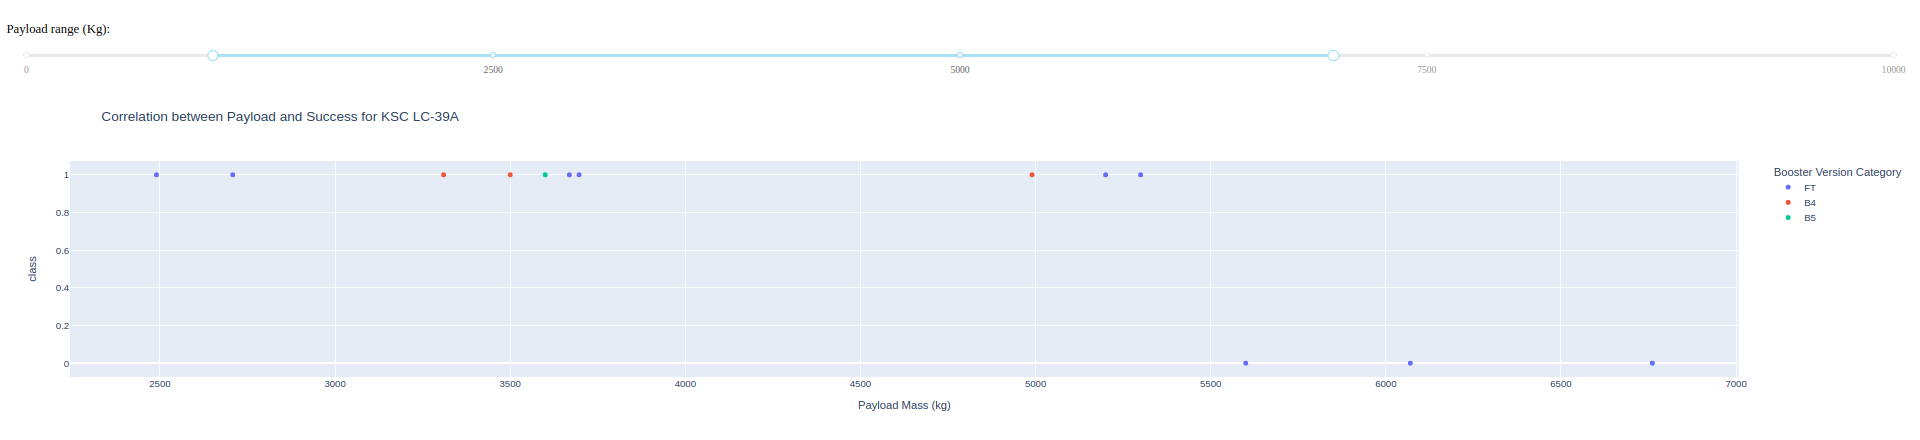 Payload range (Kg):
0 2500 5000 7500 10000
Correlation between Payload and Success for KSC LC-39A
Booster Version Category
FT
B4
B5
class
1
0.8
0.6
0.4
0.2
0
2500 3000 3500 4000 4500 5000 5500 6000 6500 7000
Payload Mass (kg)